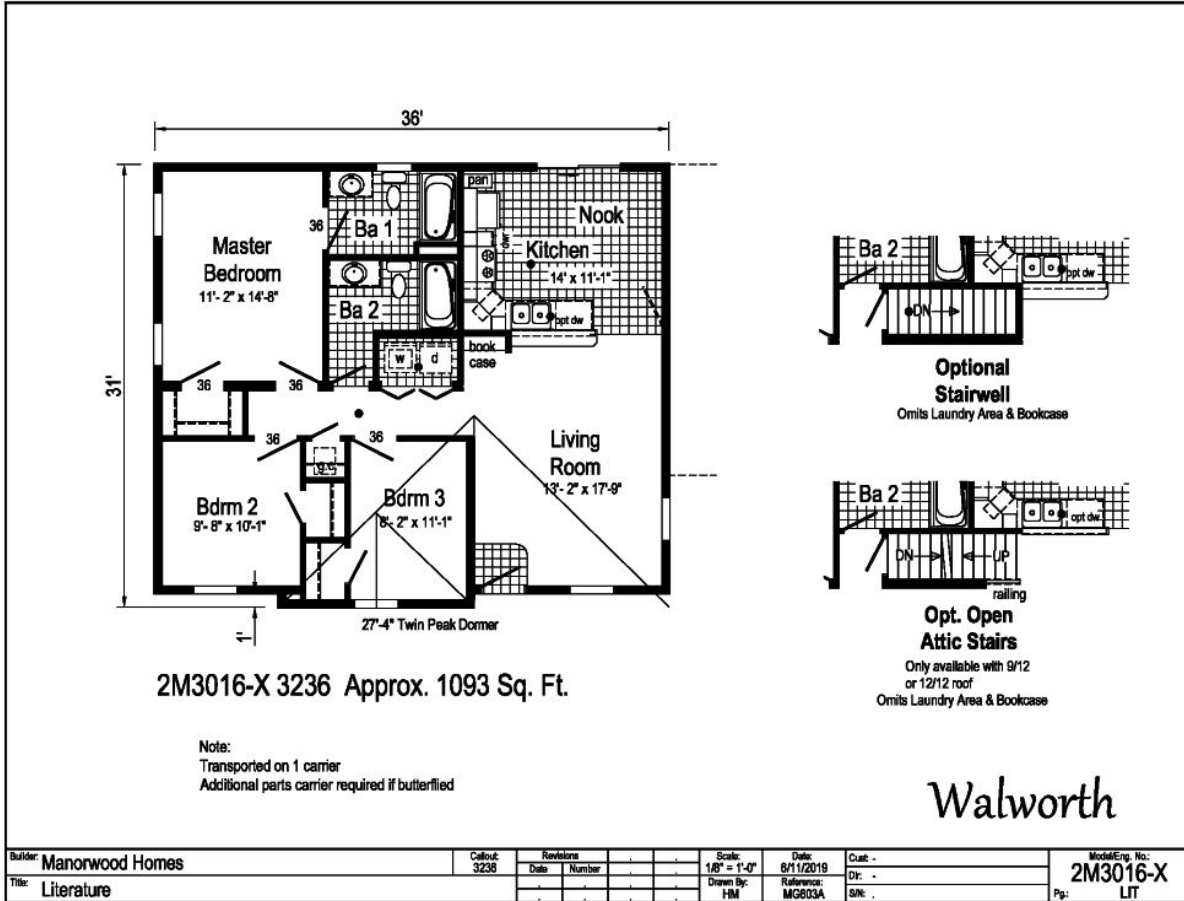 36'
31'
pan
Nook
Kitchen
14' x 11'-1"
opt dw
36
Ba 1
Master
Bedroom
11'- 2" x 14'-8"
Ba 2
w
d
book
case
36
36
36
36
Living
Room
13'- 2" x 17'-9"
Bdrm 2
9'- 8" x 10'-1"
Bdrm 3
8'- 2" x 11'-1"
1'
27'-4" Twin Peak Dormer
2M3016-X 3236 Approx. 1093 Sq. Ft.
Note:
Transported on 1 carrier
Additional parts carrier required if butterflied
Ba 2
opt dw
DN
Optional
Stairwell
Omits Laundry Area & Bookcase
Ba 2
opt dw
DN
UP
railing
Opt. Open
Attic Stairs
Only available with 9/12
or 12/12 roof
Omits Laundry Area & Bookcase
Walworth
Builder: Manorwood Homes
Title: Literature
Callout:
3236
Revisions
Date Number
Scale:
1/8" = 1'-0"
Drawn By:
HM
Date:
6/11/2019
Reference:
MG603A
Cust: -
Dir: -
S/N: .
Model/Eng. No.:
2M3016-X
Pg.: LIT